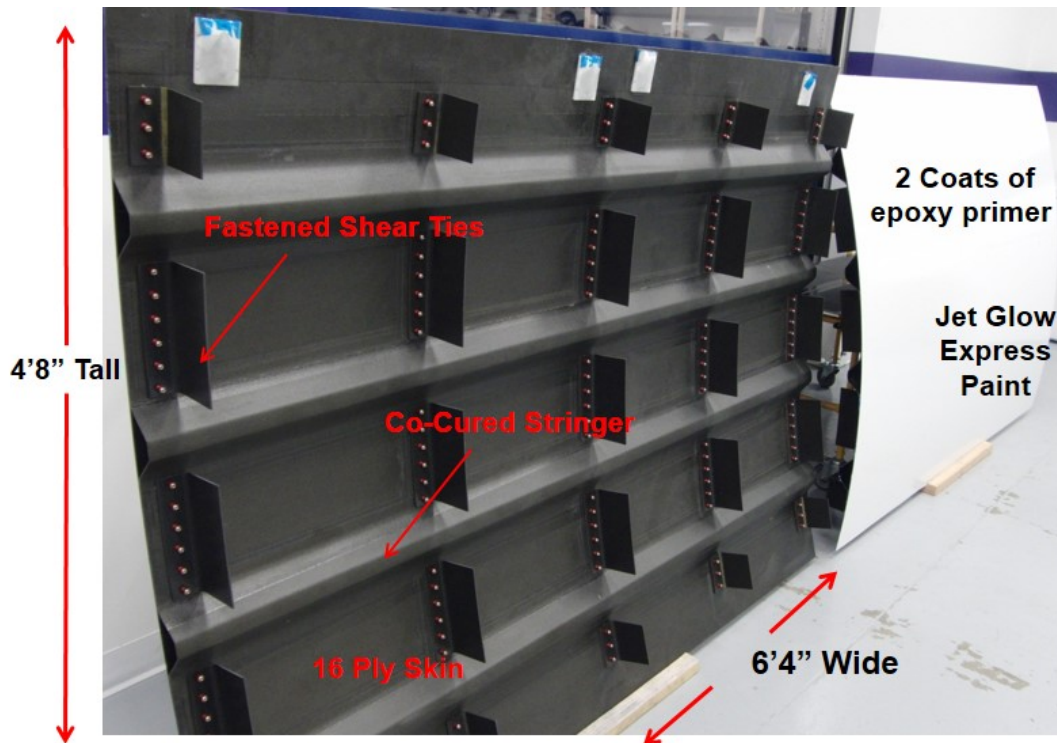 2 Coats of
epoxy primer
Fastened Shear Ties
Jet Glow
Express
Paint
4’8” Tall
Co-Cured Stringer
16 Ply Skin
6’4” Wide